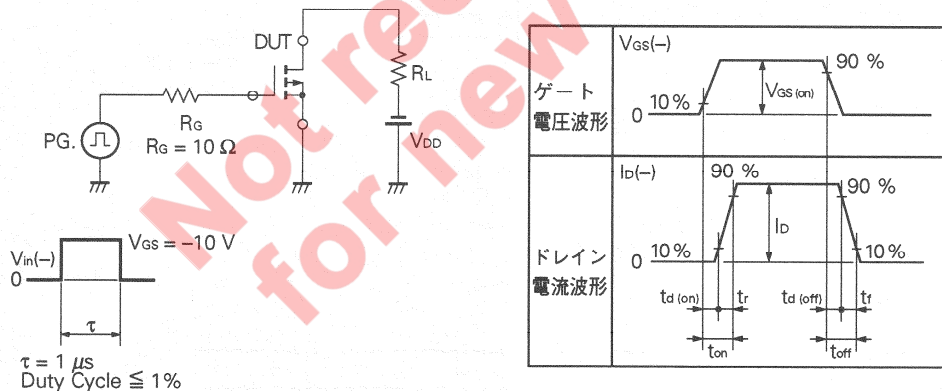 DUT
RL
RG
RG = 10 Ω
PG.
VDD
Vin(−)
0
VGS = −10 V
τ
τ = 1 μs
Duty Cycle ≦ 1%
ゲート
電圧波形
VGS(−)
0
10%
90 %
VGS (on)
ドレイン
電流波形
ID(−)
0
10%
90 %
ID
90 %
10%
td (on)
tr
td (off)
tf
ton
toff
Not re
for new